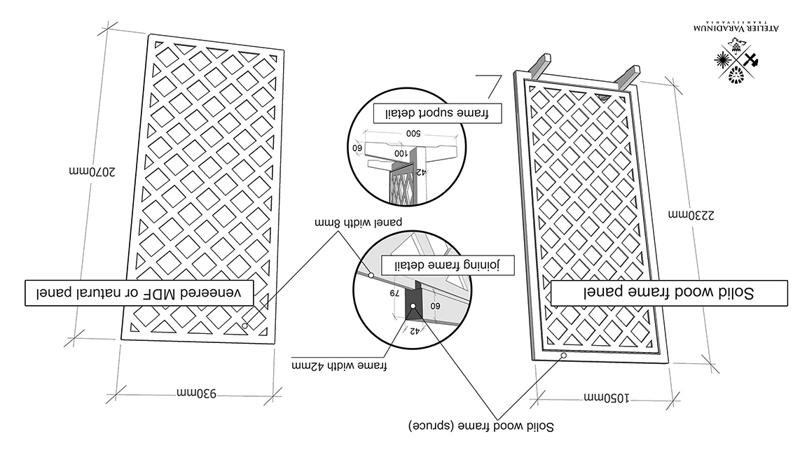 Solid wood frame (spruce)
1050mm
930mm
frame width 42mm
42
60
79
Solid wood frame panel
joining frame detail
veneered MDF or natural panel
panel width 8mm
2230mm
2070mm
42
100
60
500
frame suport detail
ATELIER VARADINUM
TRANSILVANIA